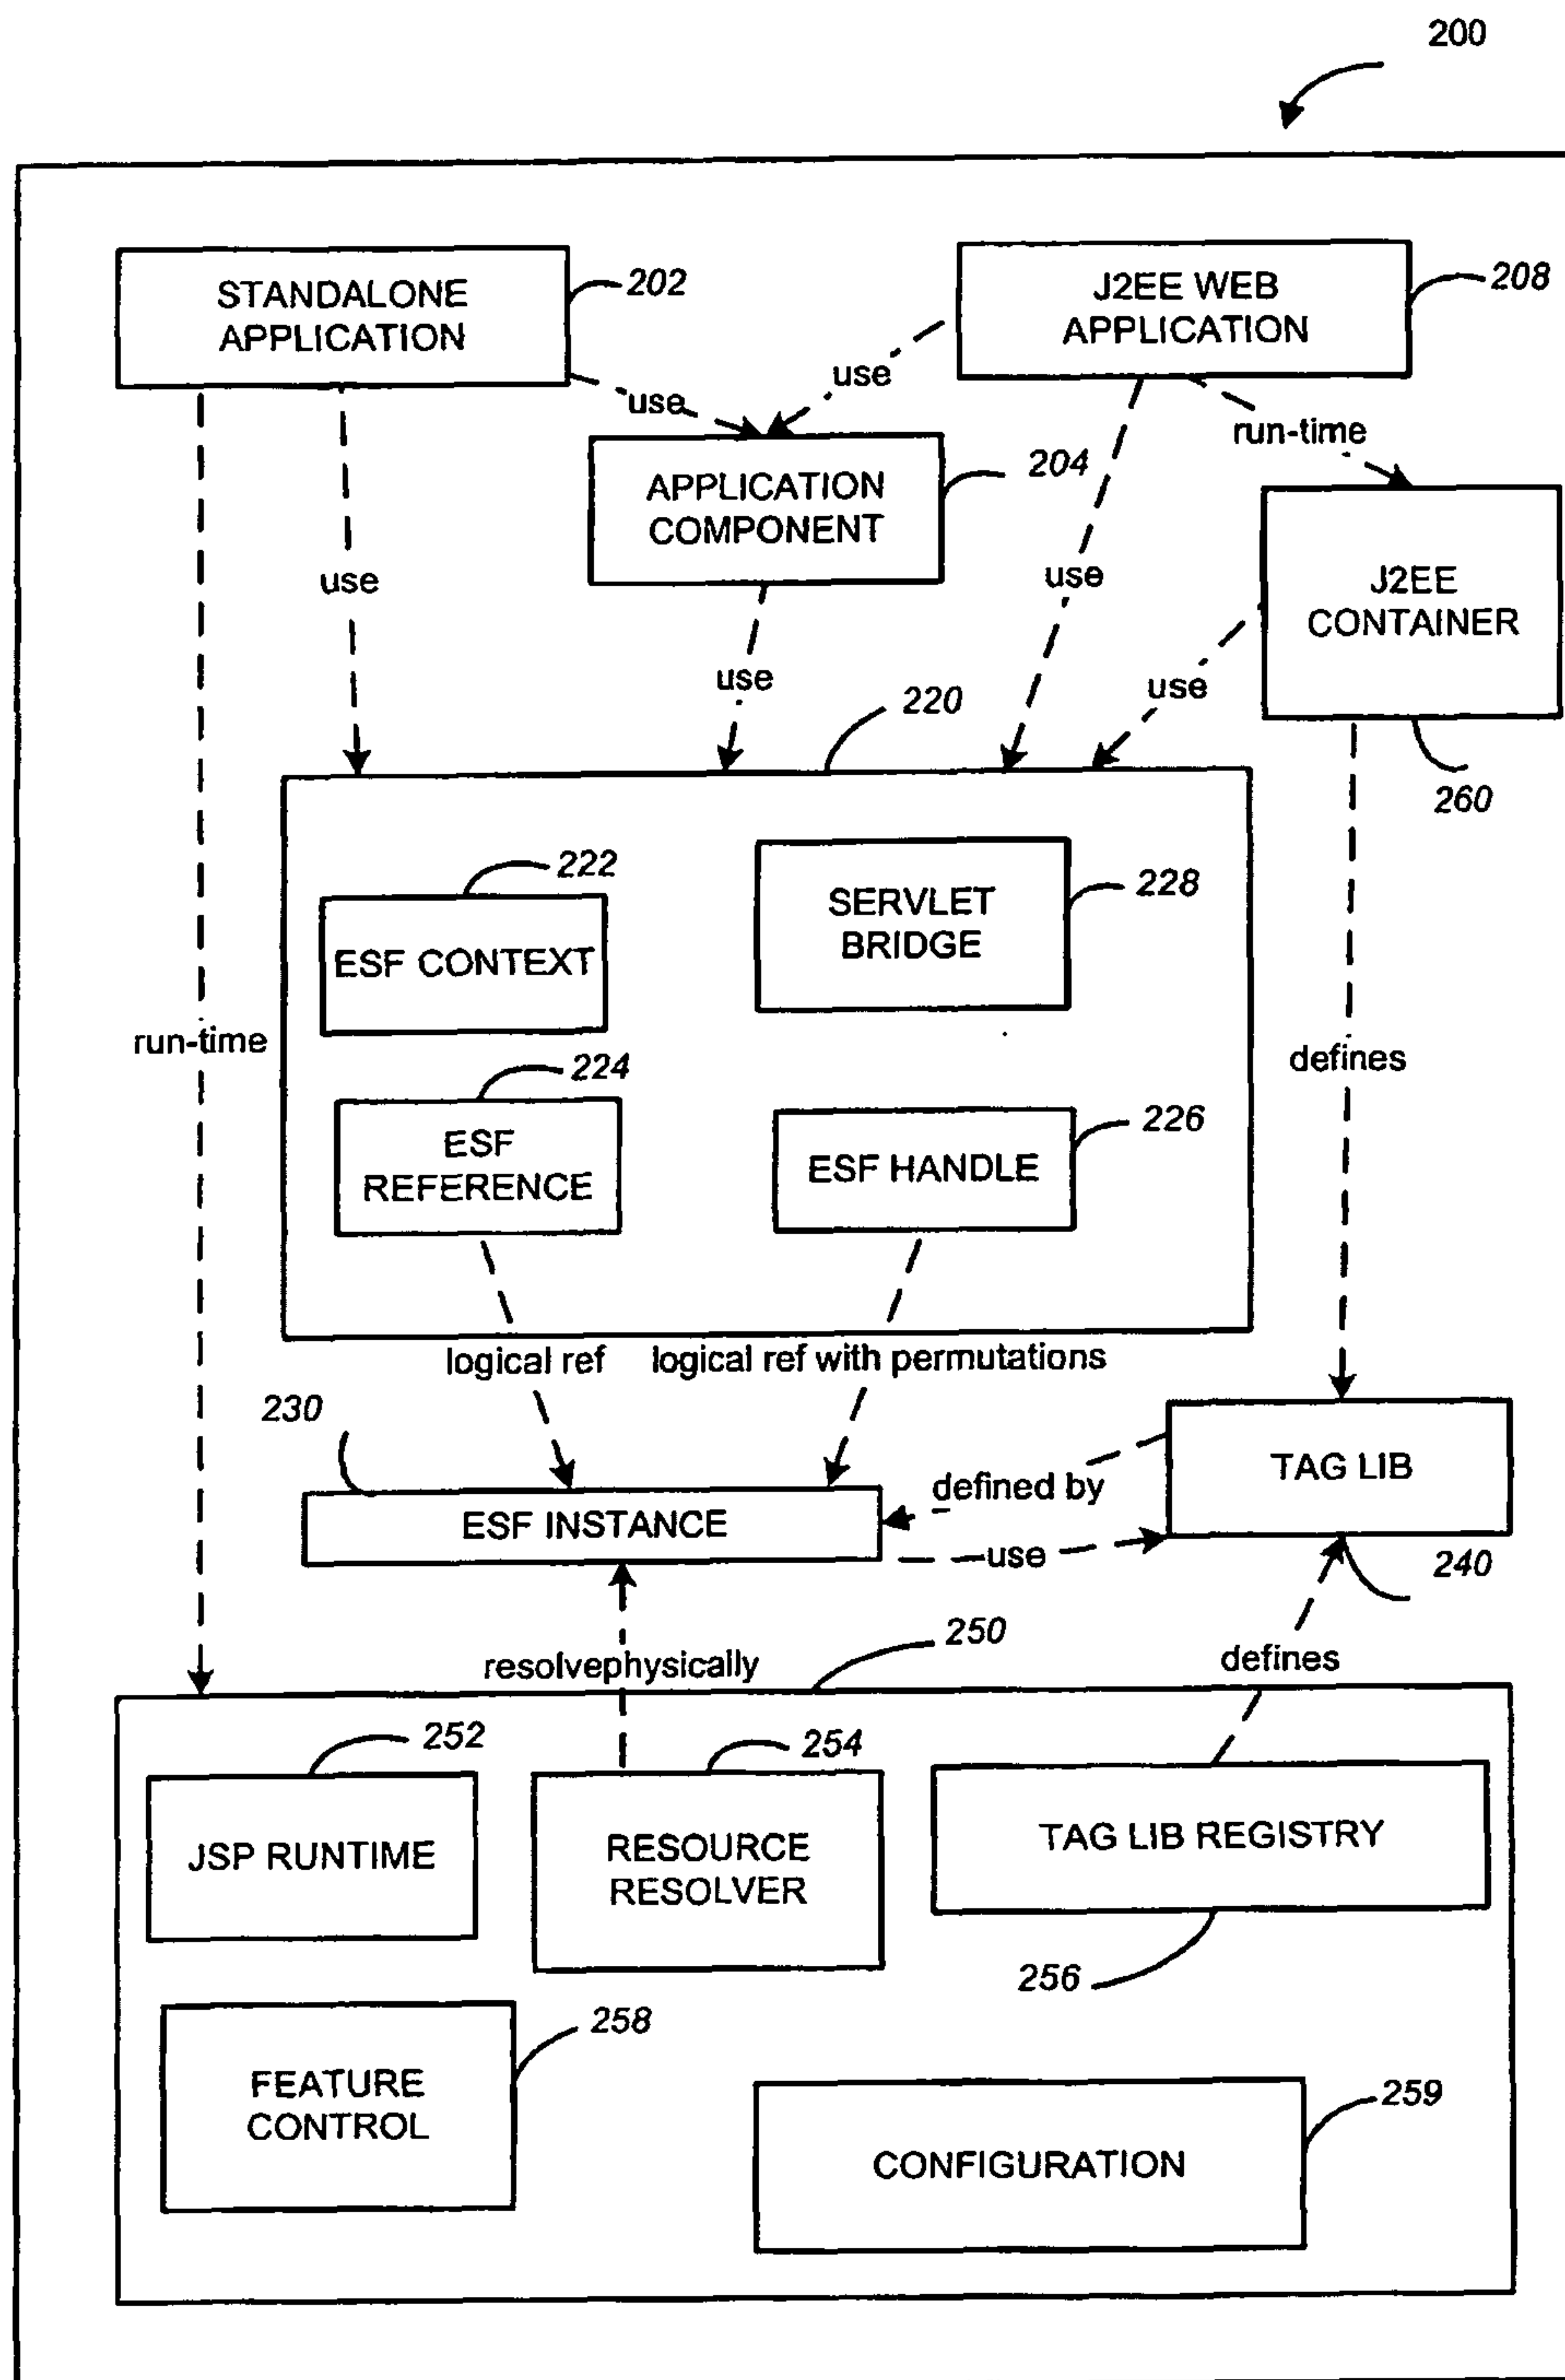 200
STANDALONE
APPLICATION
202
J2EE WEB
APPLICATION
208
use
use
run-time
APPLICATION
COMPONENT
204
J2EE
CONTAINER
use
use
use
use
220
260
222
ESF CONTEXT
SERVLET
BRIDGE
228
run-time
defines
224
ESF
REFERENCE
226
ESF HANDLE
logical ref
logical ref with permutations
230
ESF INSTANCE
defined by
use
TAG LIB
240
resolvephysically
250
defines
252
JSP RUNTIME
254
RESOURCE
RESOLVER
TAG LIB REGISTRY
256
258
FEATURE
CONTROL
259
CONFIGURATION